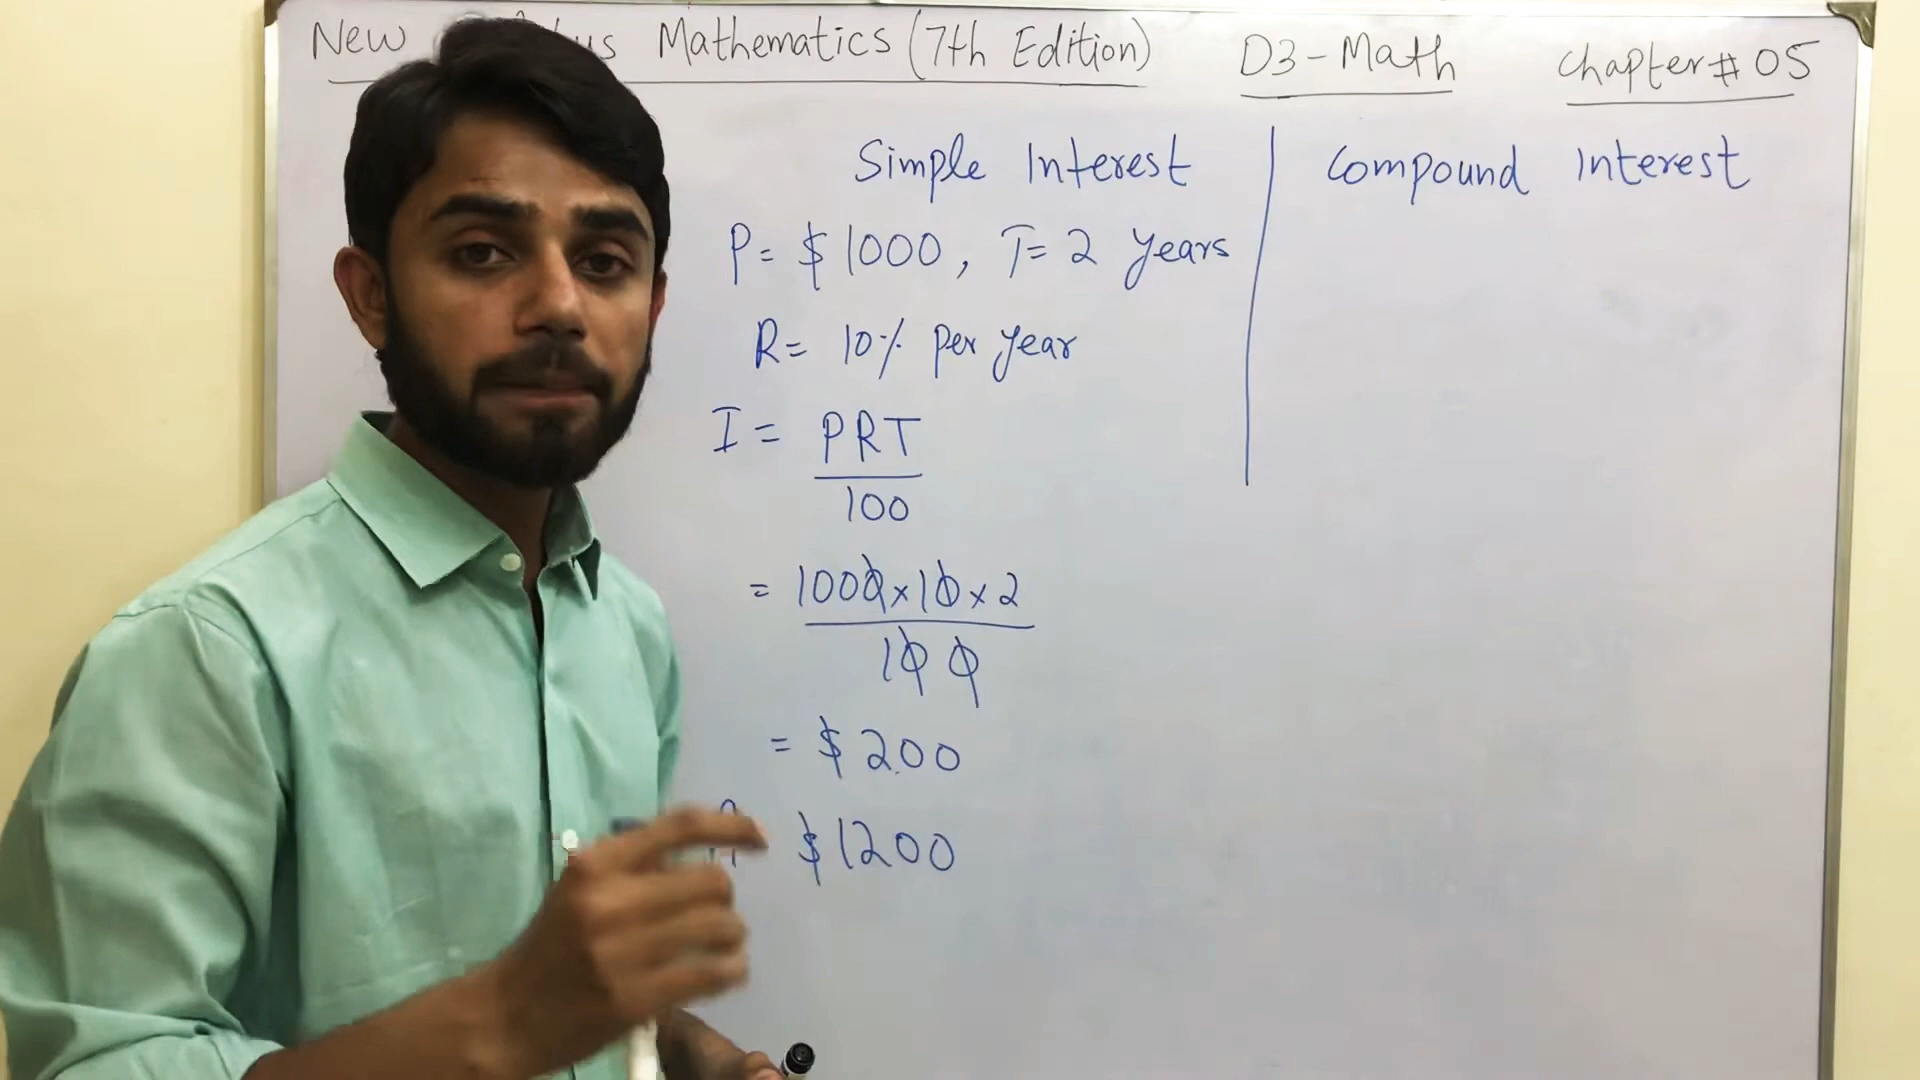 New Mathematics (7th Edition) D3-Math Chapter # 05
Simple Interest
P = $ 1000, T= 2 years
R = 10% per year
I = PRT
100
= 1000 x 10 x 2
100
= $ 200
A $ 1200
Compound Interest